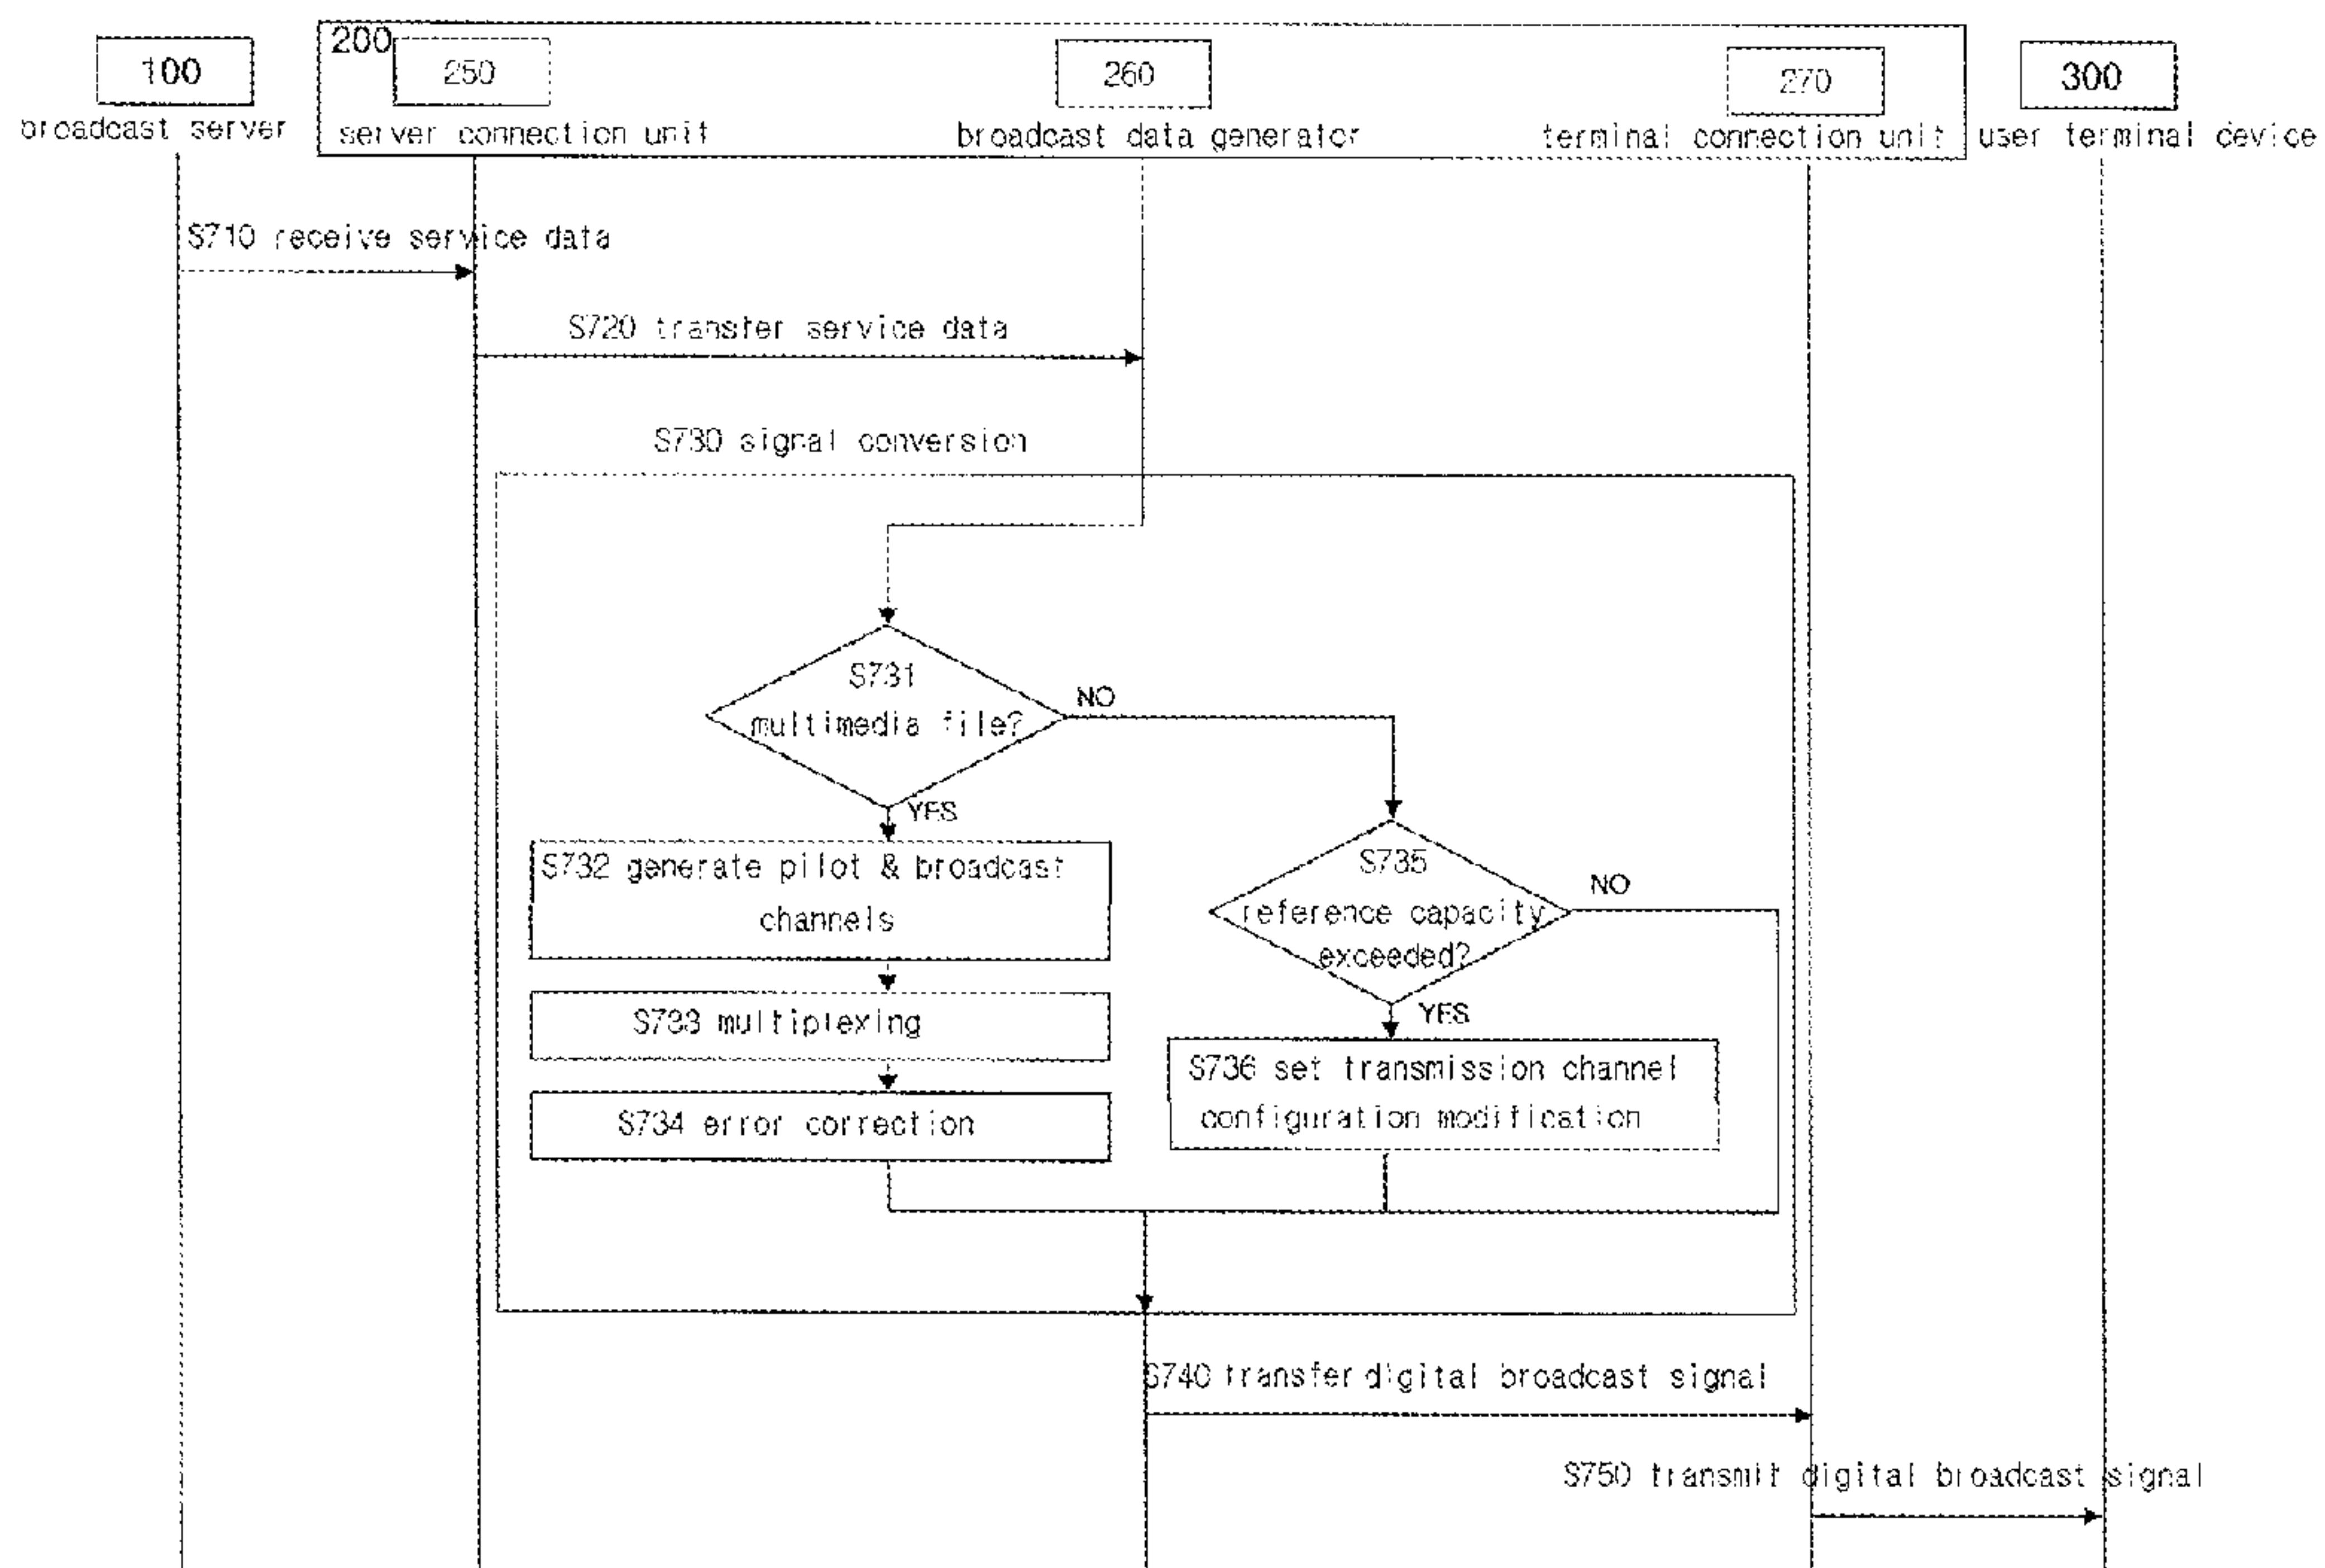 200
100
250
260
270
300
broadcast server
server connection unit
broadcast data generator
terminal connection unit
user terminal device
S710 receive service data
S720 transfer service data
S730 signal conversion
S731
multimedia file?
NO
YES
S732 generate pilot & broadcast
channels
S735
reference capacity
exceeded?
NO
YES
S733 multiplexing
S736 set transmission channel
configuration modification
S734 error correction
S740 transfer digital broadcast signal
S750 transmit digital broadcast signal